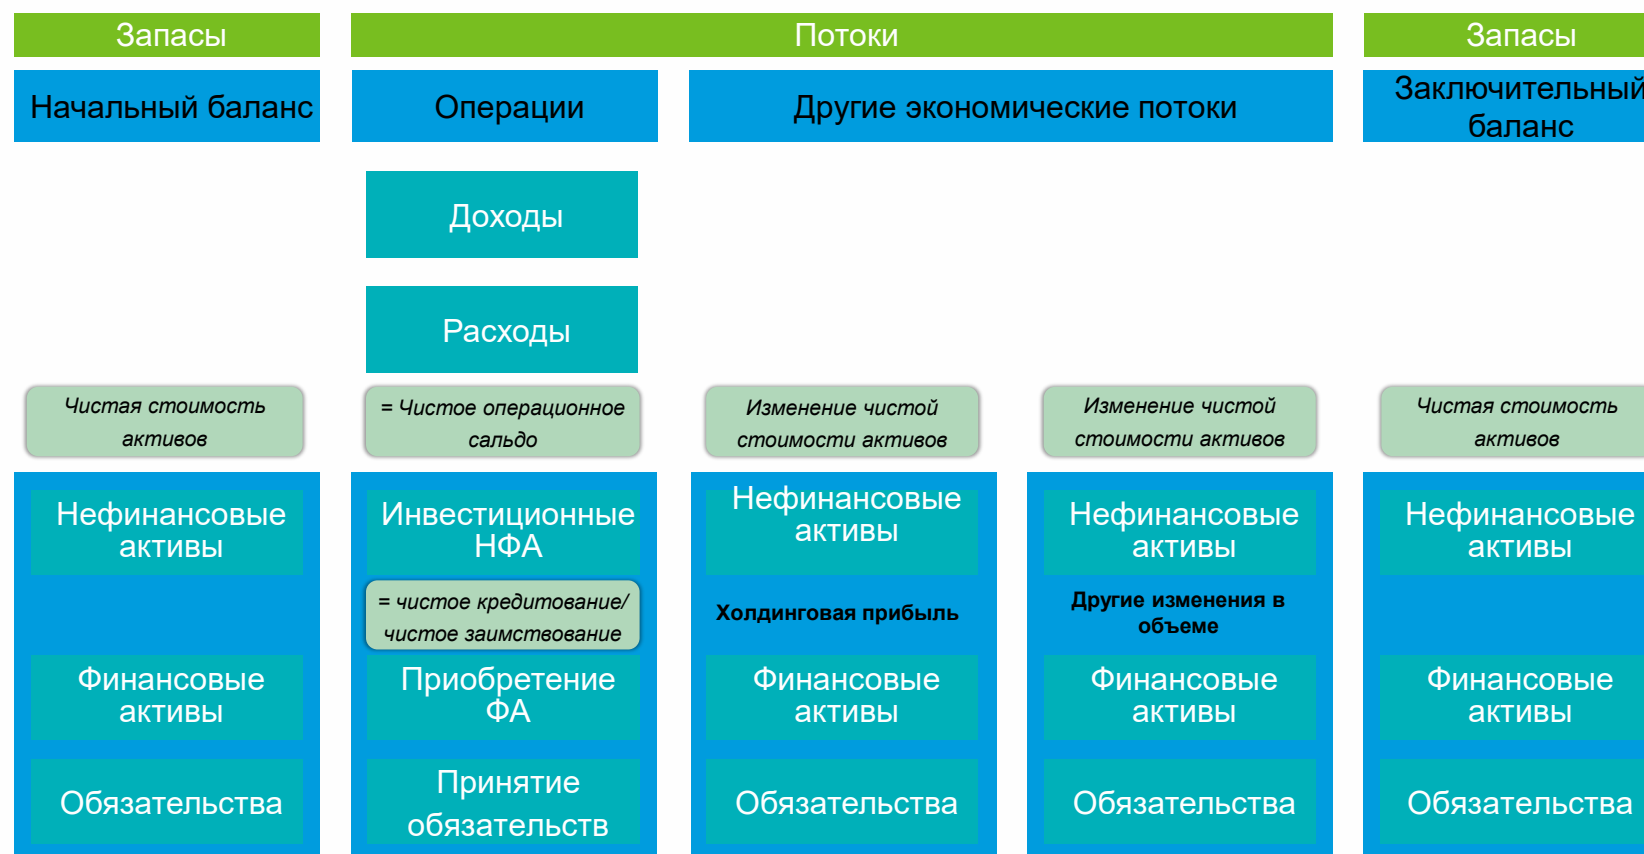 Запасы
Потоки
Запасы
Начальный баланс
Операции
Другие экономические потоки
Заключительный
баланс
Доходы
Расходы
Чистая стоимость
активов
= Чистое операционное
сальдо
Изменение чистой
стоимости активов
Изменение чистой
стоимости активов
Чистая стоимость
активов
Нефинансовые
активы
Инвестиционные
НФА
Нефинансовые
активы
Нефинансовые
активы
Нефинансовые
активы
= чистое кредитование/
чистое заимствование
Холдинговая прибыль
Другие изменения в
объеме
Финансовые
активы
Приобретение
ФА
Финансовые
активы
Финансовые
активы
Финансовые
активы
Обязательства
Принятие
обязательств
Обязательства
Обязательства
Обязательства